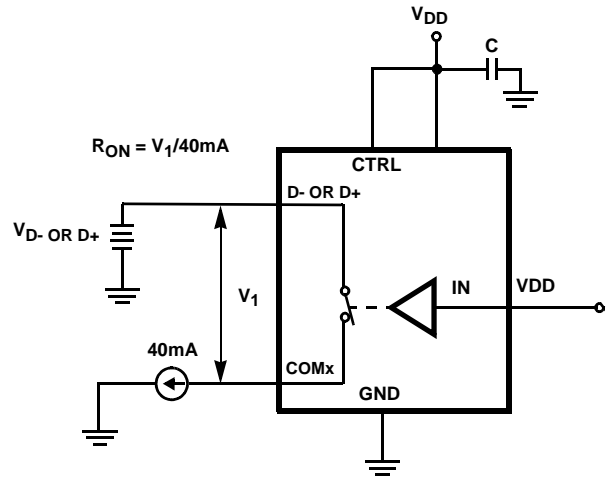 VDD
C
RON = V1/40mA
CTRL
D- OR D+
VD- OR D+
V1
IN
VDD
40mA
COMx
GND